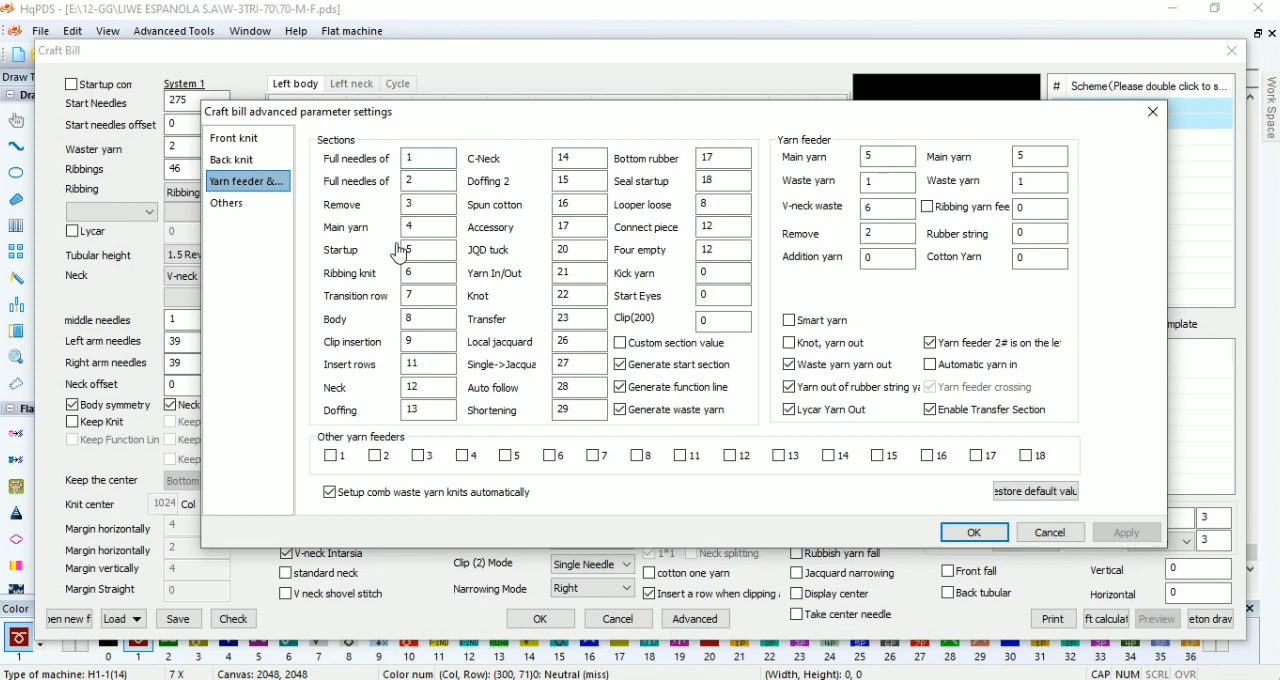 HqPDS - [E:\12-GG\LIWE ESPANOLA S.A\W-3TRI-70\70-M-F.pds]
File Edit View Advanced Tools Window Help Flat machine
Craft Bill
Draw T
Startup con System 1 Left body Left neck Cycle # Scheme(Please double click to s...
Start Needles 275
Start needles offset 0
Waster yarn 2
Ribbings 46
Ribbing Ribbing
Lycar 0
Tubular height 1.5 Rev
Neck V-neck
middle needles 1
Left arm needles 39
Right arm needles 39
Neck offset 0
Body symmetry Neck
Keep Knit Keep
Keep Function Lin Keep
Keep
Keep the center Bottom
Knit center 1024 Col
Margin horizontally 4
Margin horizontally 2
Margin vertically 4
Margin Straight 0
Craft bill advanced parameter settings
Front knit
Back knit
Yarn feeder &...
Others
Sections
Full needles of 1 C-Neck 14 Bottom rubber 17
Full needles of 2 Doffing 2 15 Seal startup 18
Remove 3 Spun cotton 16 Looper loose 8
Main yarn 4 Accessory 17 Connect piece 12
Startup 5 JQD tuck 20 Four empty 12
Ribbing knit 6 Yarn In/Out 21 Kick yarn 0
Transition row 7 Knot 22 Start Eyes 0
Body 8 Transfer 23 Clip(200) 0
Clip insertion 9 Local jacquard 26 Custom section value
Insert rows 11 Single->Jacqua 27 Generate start section
Neck 12 Auto follow 28 Generate function line
Doffing 13 Shortening 29 Generate waste yarn
Yarn feeder
Main yarn 5 Main yarn 5
Waste yarn 1 Waste yarn 1
V-neck waste 6 Ribbing yarn fee 0
Remove 2 Rubber string 0
Addition yarn 0 Cotton Yarn 0
Smart yarn
Knot, yarn out Yarn feeder 2# is on the le
Waste yarn yarn out Automatic yarn in
Yarn out of rubber string ya Yarn feeder crossing
Lycar Yarn Out Enable Transfer Section
Other yarn feeders
1 2 3 4 5 6 7 8 11 12 13 14 15 16 17 18
Setup comb waste yarn knits automatically estore default valu
OK Cancel Apply
mplate
3
3
V-neck Intarsia Clip (2) Mode Single Needle 1*1 Neck splitting Rubbish yarn fall
standard neck cotton one yarn Jacquard narrowing Front fall Vertical 0
V neck shovel stitch Narrowing Mode Right Insert a row when clipping Display center Back tubular Horizontal 0
Take center needle
en new f Load Save Check OK Cancel Advanced Print ft calculat Preview eton draw
Work Space
Color
1 0 1 2 3 4 5 6 7 8 9 10 11 12 13 14 15 16 17 18 19 20 21 22 23 24 25 26 27 28 29 30 31 32 33 34 35 36
Type of machine: H1-1(14) 7 X Canvas: 2048, 2048 Color num (Col, Row): (300, 71)0: Neutral (miss) (Width, Height): 0, 0 CAP NUM SCRL OVR